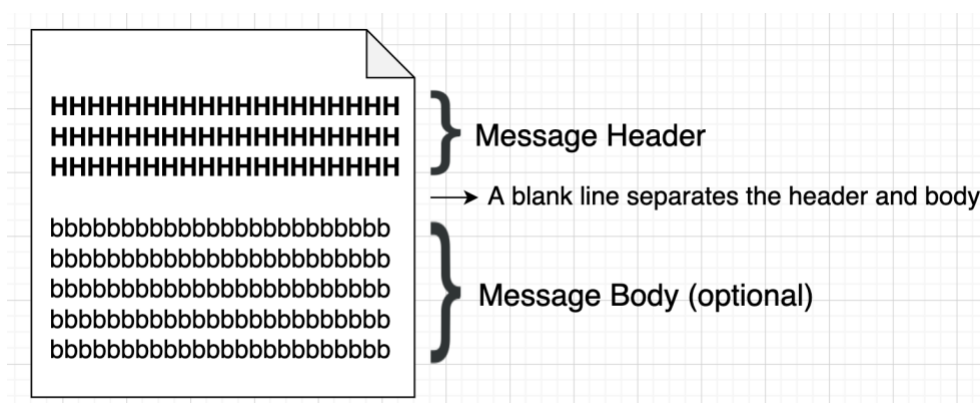 HHHHHHHHHHHHHHHHHHH
HHHHHHHHHHHHHHHHHHH
HHHHHHHHHHHHHHHHHHH
Message Header
A blank line separates the header and body
bbbbbbbbbbbbbbbbbbbbbbbb
bbbbbbbbbbbbbbbbbbbbbbbb
bbbbbbbbbbbbbbbbbbbbbbbb
bbbbbbbbbbbbbbbbbbbbbbbb
bbbbbbbbbbbbbbbbbbbbbbbb
Message Body (optional)